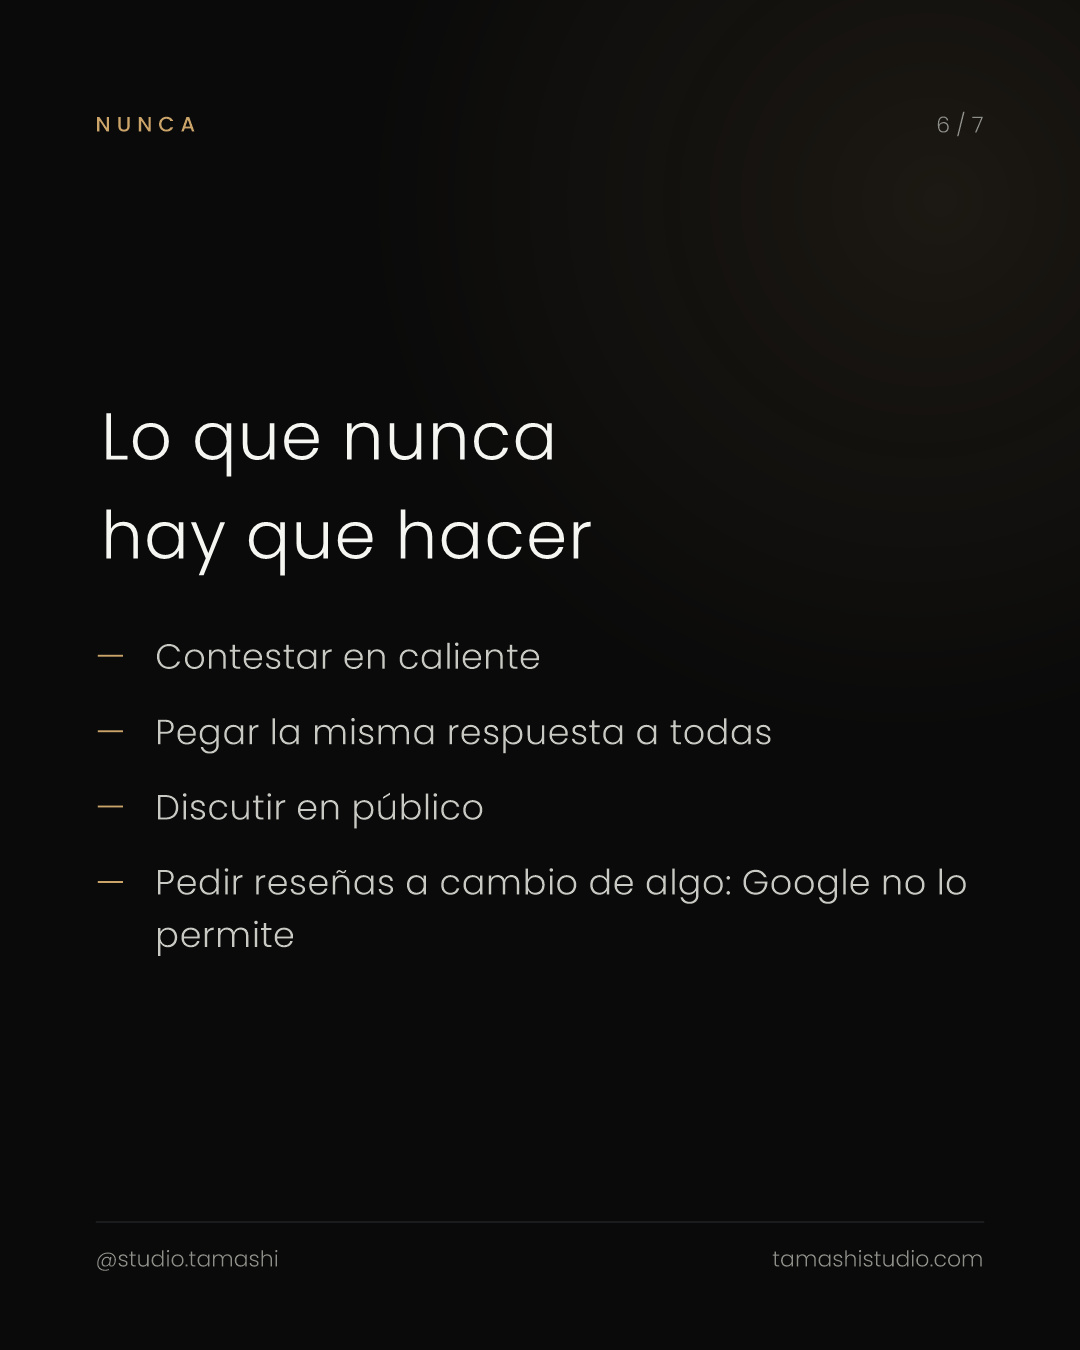 NUNCA
6 / 7
Lo que nunca
hay que hacer
— Contestar en caliente
— Pegar la misma respuesta a todas
— Discutir en público
— Pedir reseñas a cambio de algo: Google no lo
permite
@studio.tamashi
tamashistudio.com